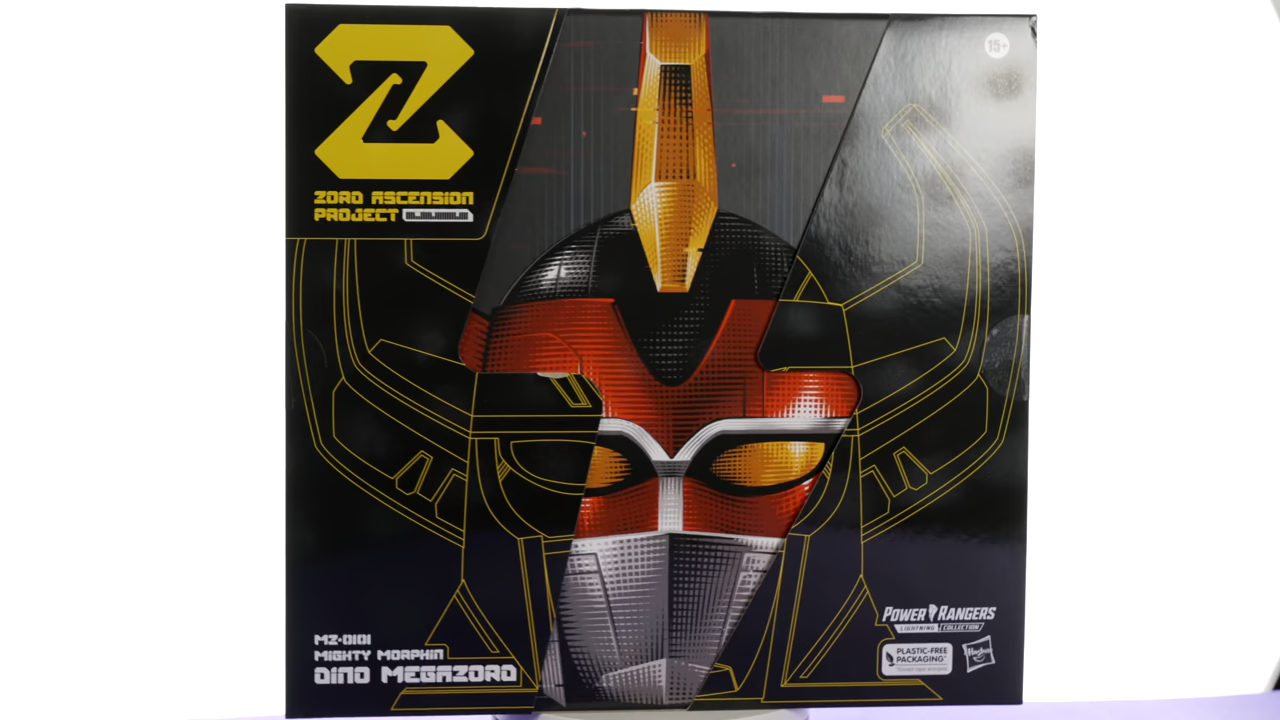 Z
15+
ZORD ASCENSION
PROJECT
MZ-0101
MIGHTY MORPHIN
DINO MEGAZORD
POWER RANGERS
LIGHTNING COLLECTION
PLASTIC-FREE
PACKAGING*
Hasbro